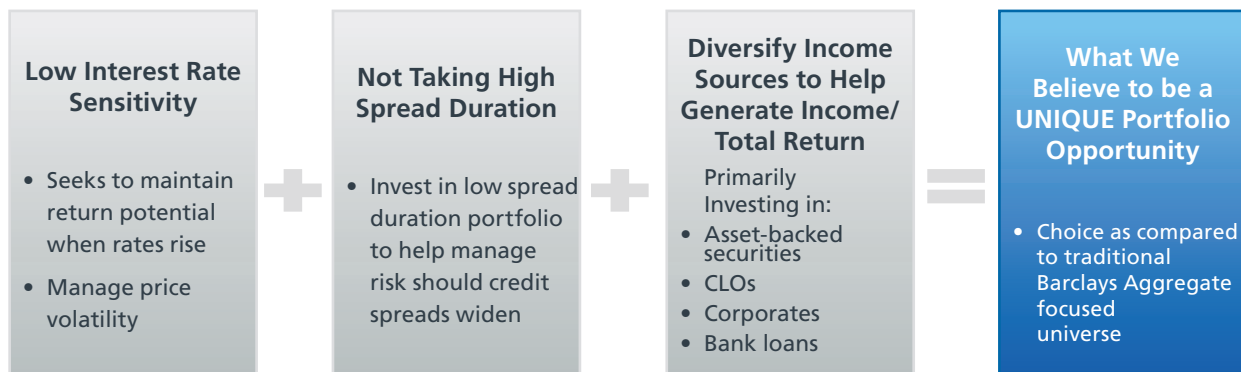 Low Interest Rate
Sensitivity
• Seeks to maintain
return potential
when rates rise
• Manage price
volatility
Not Taking High
Spread Duration
• Invest in low spread
duration portfolio
to help manage
risk should credit
spreads widen
Diversify Income
Sources to Help
Generate Income/
Total Return
Primarily
Investing in:
• Asset-backed
securities
• CLOs
• Corporates
• Bank loans
What We
Believe to be a
UNIQUE Portfolio
Opportunity
• Choice as compared
to traditional
Barclays Aggregate
focused
universe